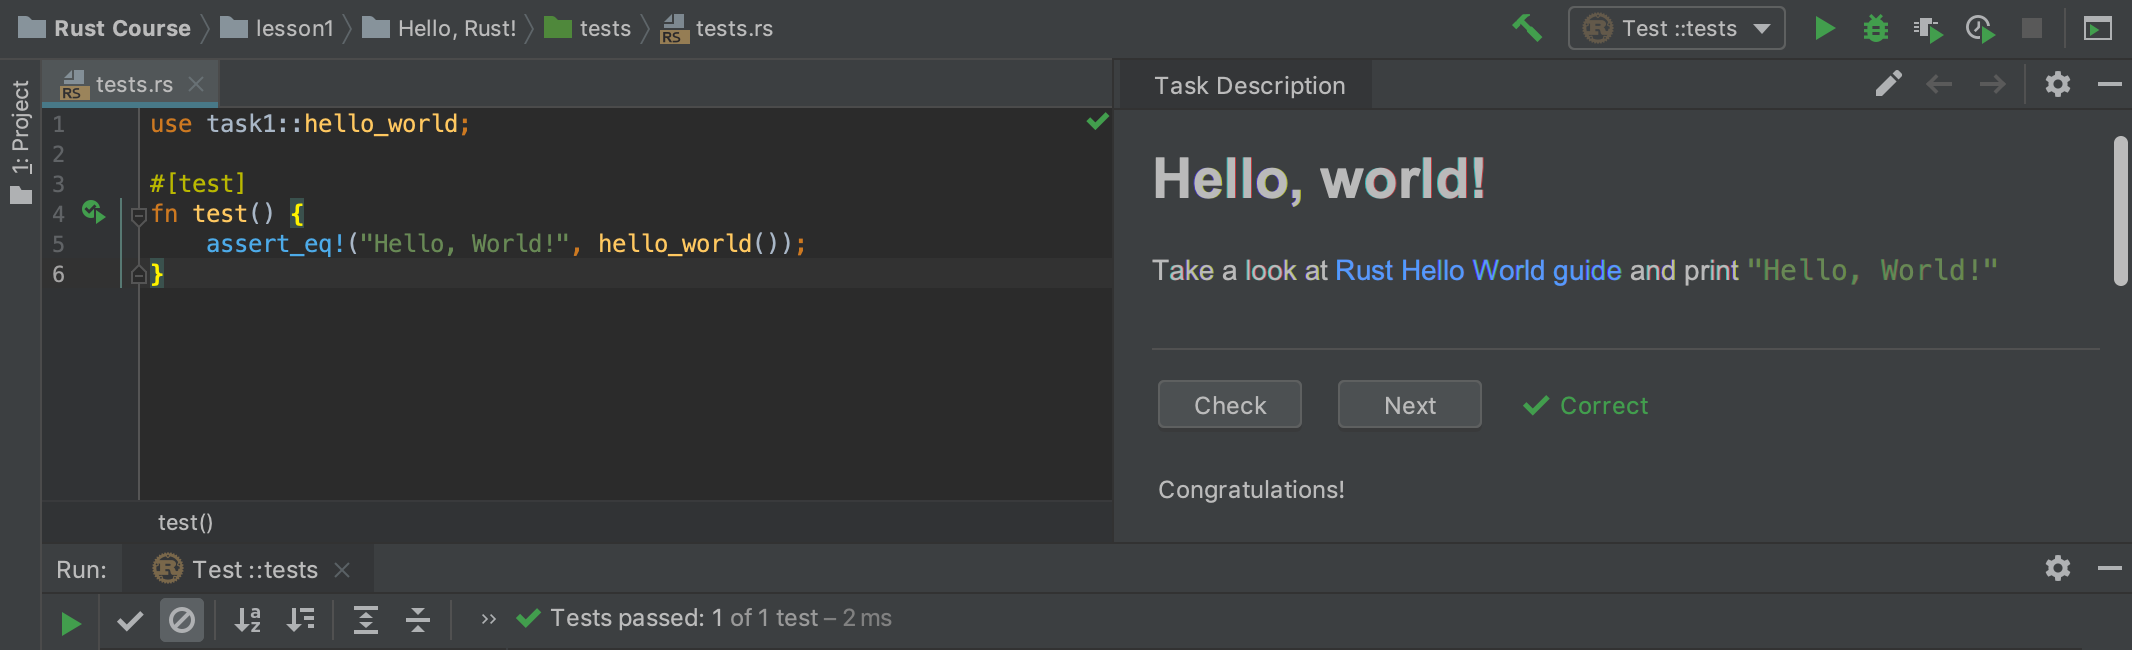 Rust Course lesson1 Hello, Rust! tests RS tests.rs
Test ::tests
1: Project
RS tests.rs
1 use task1::hello_world;
2
3 #[test]
4 fn test() {
5 assert_eq!("Hello, World!", hello_world());
6 }
test()
Task Description
Hello, world!
Take a look at Rust Hello World guide and print "Hello, World!"
Check Next Correct
Congratulations!
Run: Test ::tests
az » Tests passed: 1 of 1 test – 2 ms